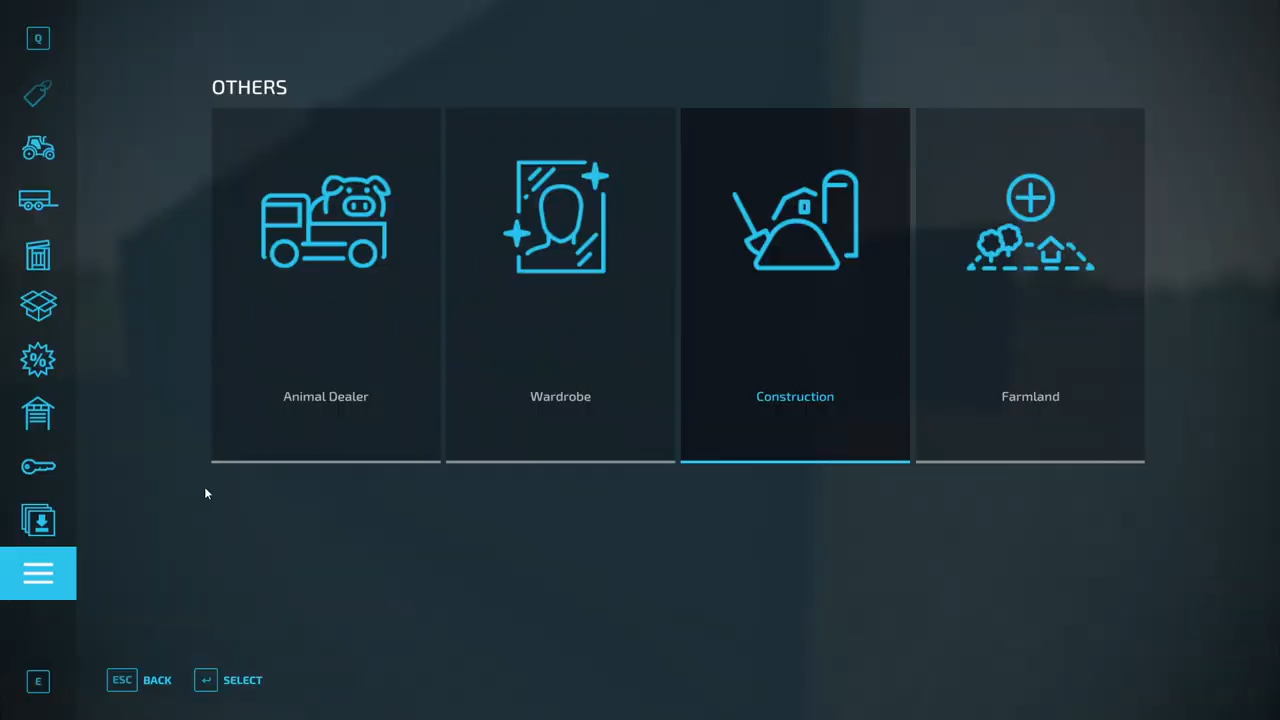 Q
OTHERS
%
Animal Dealer
Wardrobe
Construction
Farmland
E
ESC BACK
↵ SELECT